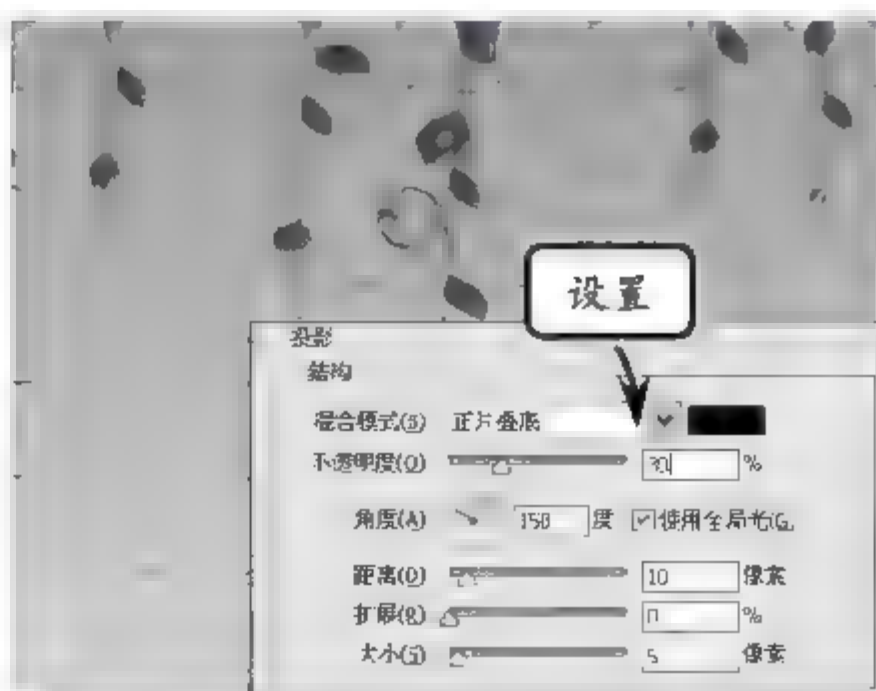 设置
投影
结构
混合模式(B) 正片叠底
不透明度(O) 30 %
角度(A) 150 度 使用全局光(G
距离(D) 10 像素
扩展(R) 0 %
大小(S) 5 像素